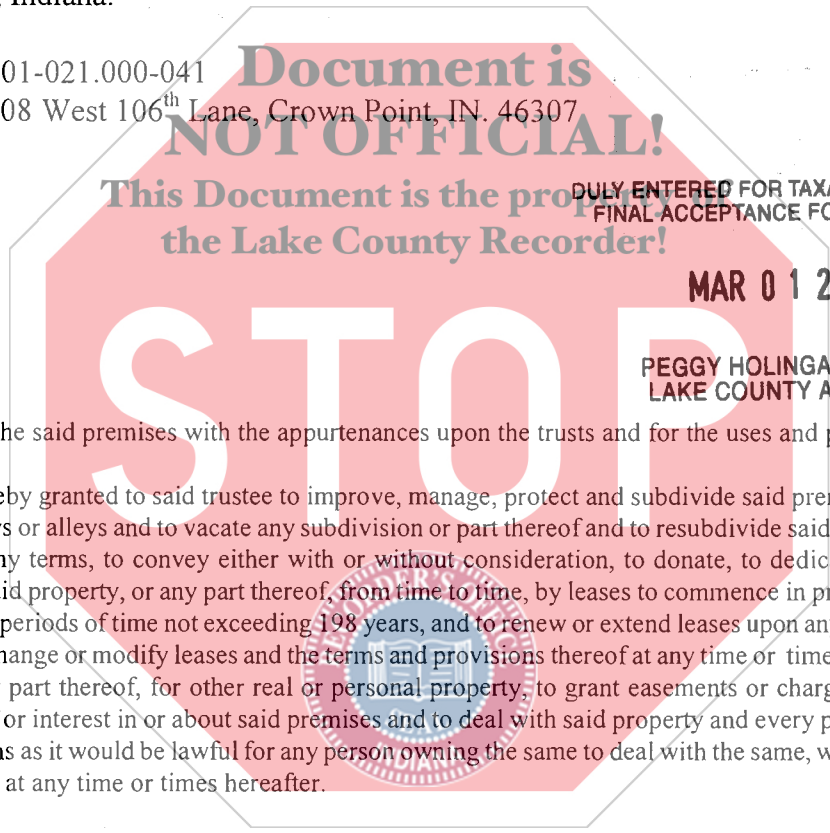 Indiana.
01-021.000-041
08 West 106th Lane, Crown Point, IN. 46307
Document is
NOT OFFICIAL!
This Document is the property of
the Lake County Recorder!
DULY ENTERED FOR TAXA
FINAL ACCEPTANCE FO
MAR 01 2
PEGGY HOLINGA
LAKE COUNTY A
STOP
he said premises with the appurtenances upon the trusts and for the uses and p
eby granted to said trustee to improve, manage, protect and subdivide said pre
s or alleys and to vacate any subdivision or part thereof and to resubdivide said
ny terms, to convey either with or without consideration, to donate, to dedic
id property, or any part thereof, from time to time, by leases to commence in pr
periods of time not exceeding 198 years, and to renew or extend leases upon an
hange or modify leases and the terms and provisions thereof at any time or time
part thereof, for other real or personal property, to grant easements or charg
or interest in or about said premises and to deal with said property and every p
as as it would be lawful for any person owning the same to deal with the same, w
at any time or times hereafter.
RECORDER'S OFFICE
INDIANA